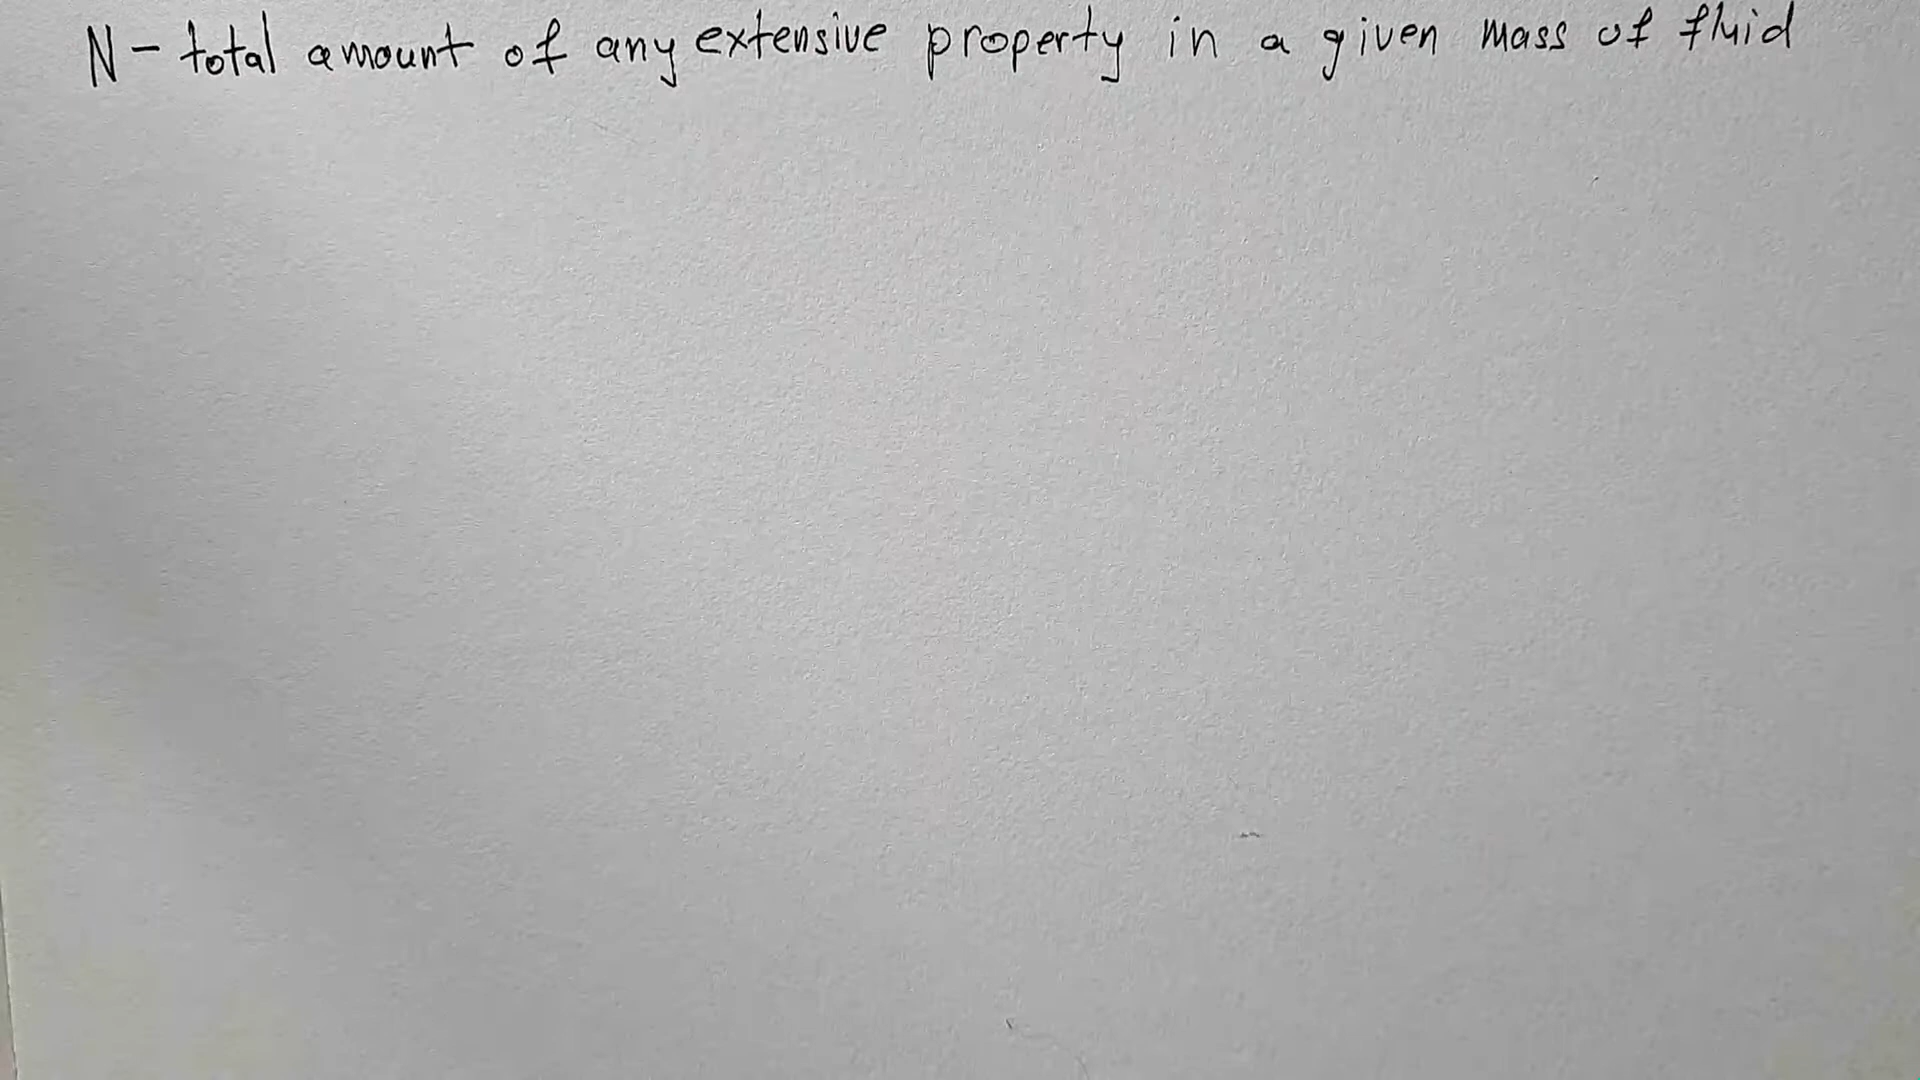 N - total amount of any extensive property in a given mass of fluid